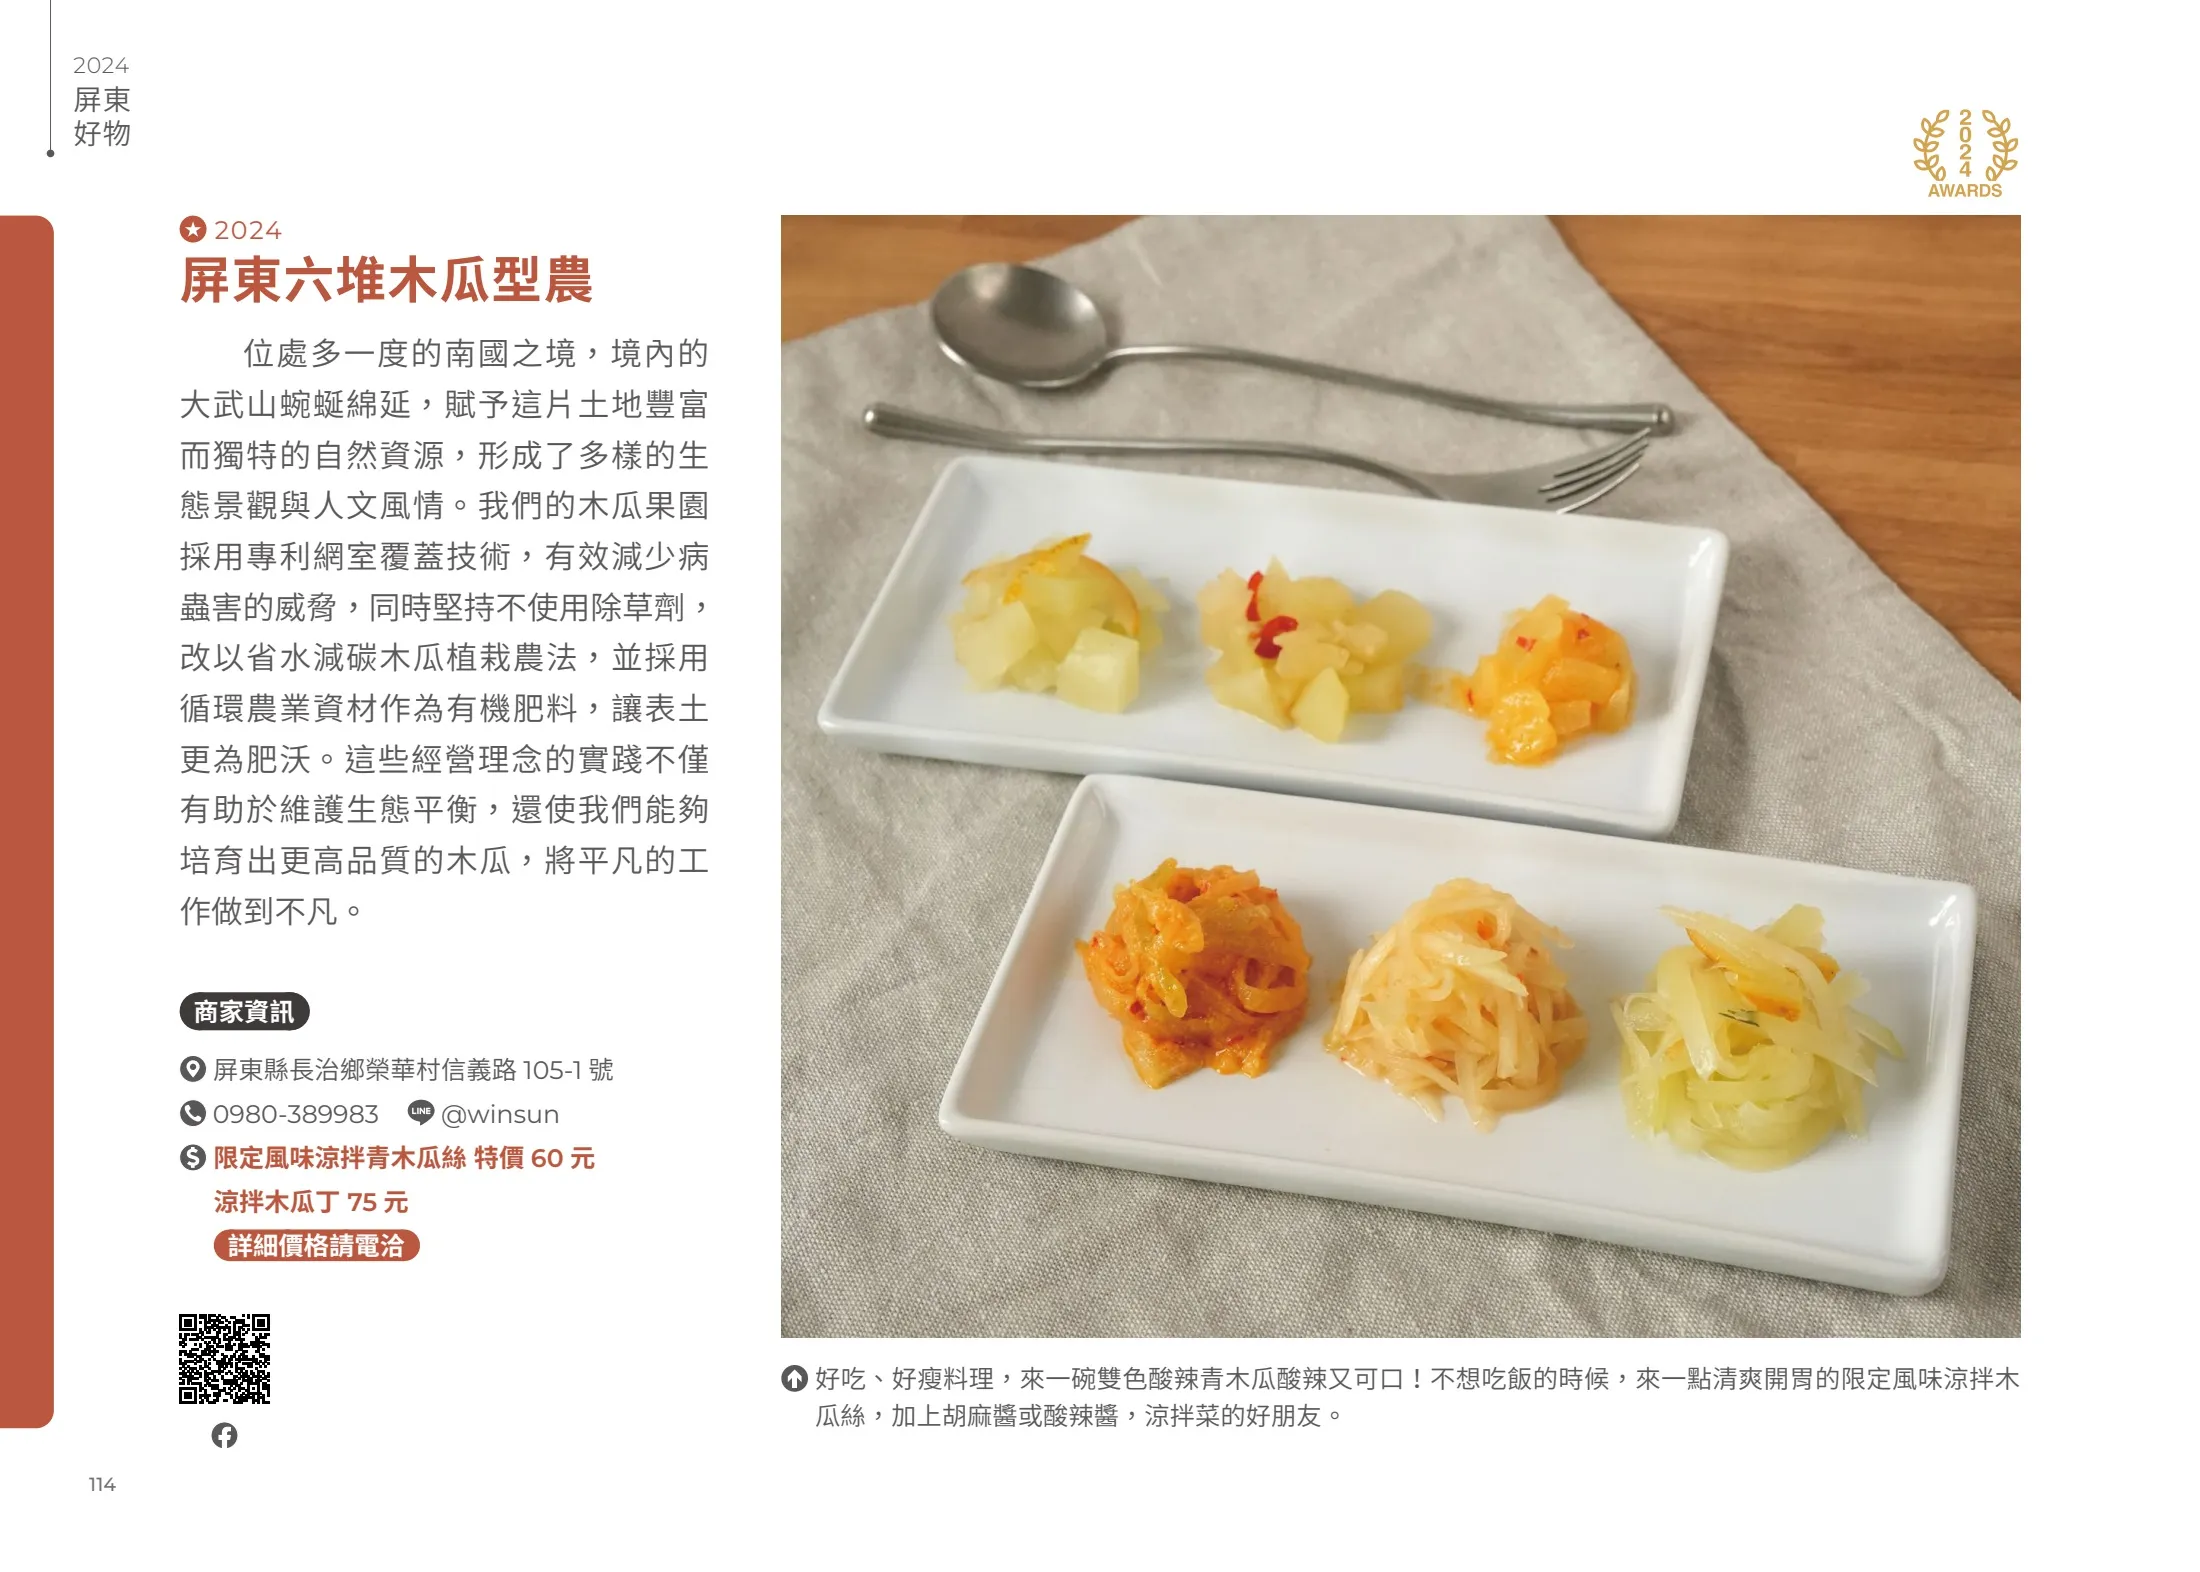 2024
屏東
好物
2024
AWARDS
2024
屏東六堆木瓜型農
位處多一度的南國之境，境內的
大武山蜿蜒綿延，賦予這片土地豐富
而獨特的自然資源，形成了多樣的生
態景觀與人文風情。我們的木瓜果園
採用專利網室覆蓋技術，有效減少病
蟲害的威脅，同時堅持不使用除草劑，
改以省水減碳木瓜植栽農法，並採用
循環農業資材作為有機肥料，讓表土
更為肥沃。這些經營理念的實踐不僅
有助於維護生態平衡，還使我們能夠
培育出更高品質的木瓜，將平凡的工
作做到不凡。
商家資訊
屏東縣長治鄉榮華村信義路 105-1 號
0980-389983 LINE @winsun
限定風味涼拌青木瓜絲 特價 60 元
涼拌木瓜丁 75 元
詳細價格請電洽
好吃、好瘦料理，來一碗雙色酸辣青木瓜酸辣又可口！不想吃飯的時候，來一點清爽開胃的限定風味涼拌木
瓜絲，加上胡麻醬或酸辣醬，涼拌菜的好朋友。
114